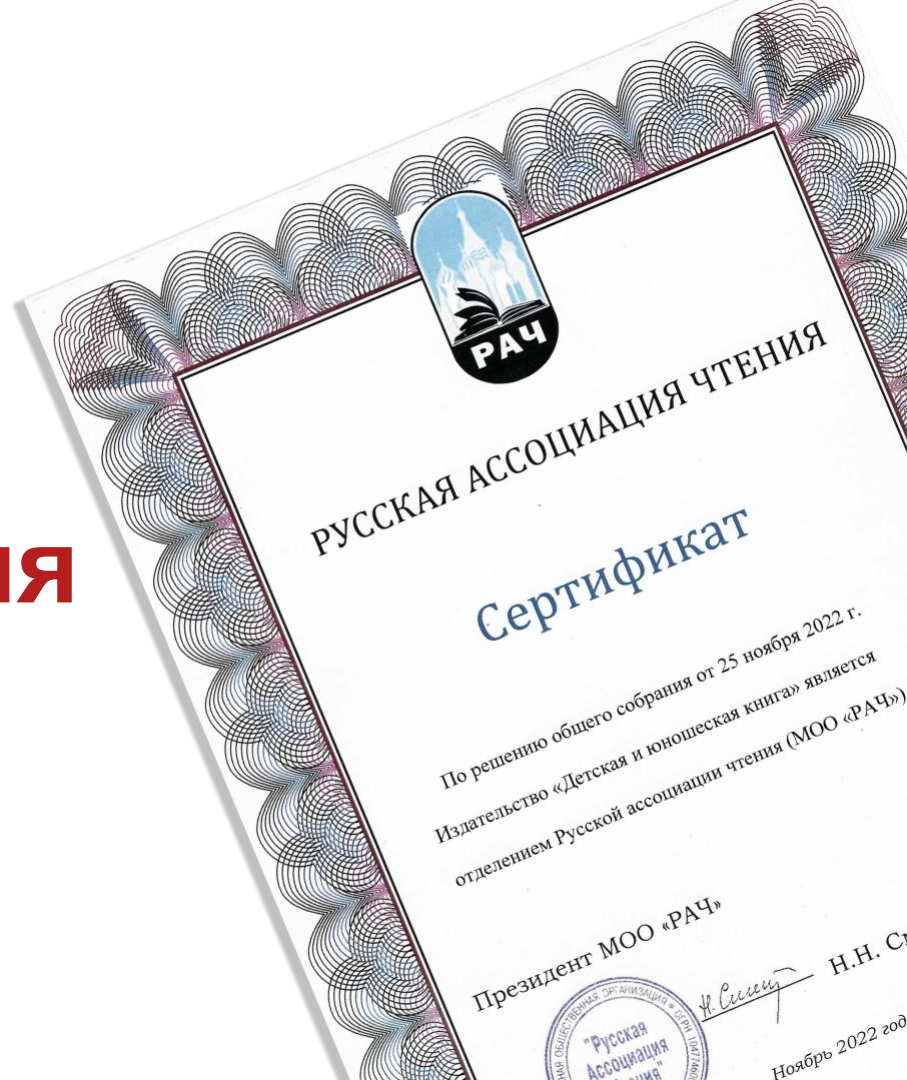 ИЯ
РАЧ
РУССКАЯ АССОЦИАЦИЯ ЧТЕНИЯ
Сертификат
По решению общего собрания от 25 ноября 2022 г.
Издательство «Детская и юношеская книга» является
отделением Русской ассоциации чтения (МОО «РАЧ»)
Президент МОО «РАЧ»
Н.Н.
"Русская
Ассоциация
Ноябрь 2022